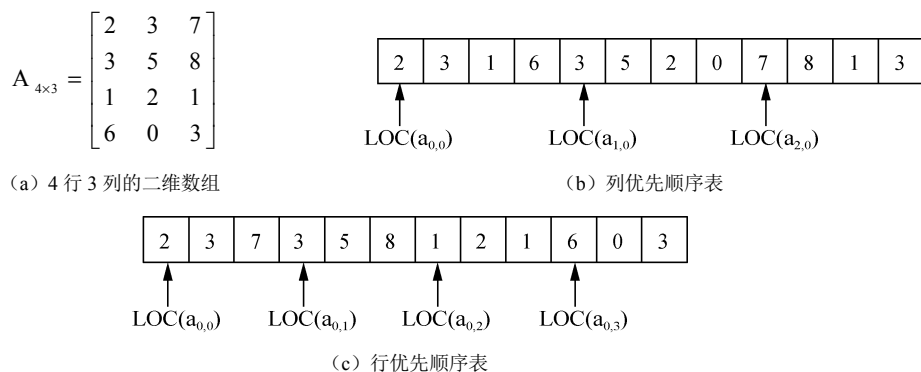 A 4×3 =
2 3 7
3 5 8
1 2 1
6 0 3
（a）4 行 3 列的二维数组
2 3 1 6 3 5 2 0 7 8 1 3
LOC(a0,0) LOC(a1,0) LOC(a2,0)
（b）列优先顺序表
2 3 7 3 5 8 1 2 1 6 0 3
LOC(a0,0) LOC(a0,1) LOC(a0,2) LOC(a0,3)
（c）行优先顺序表